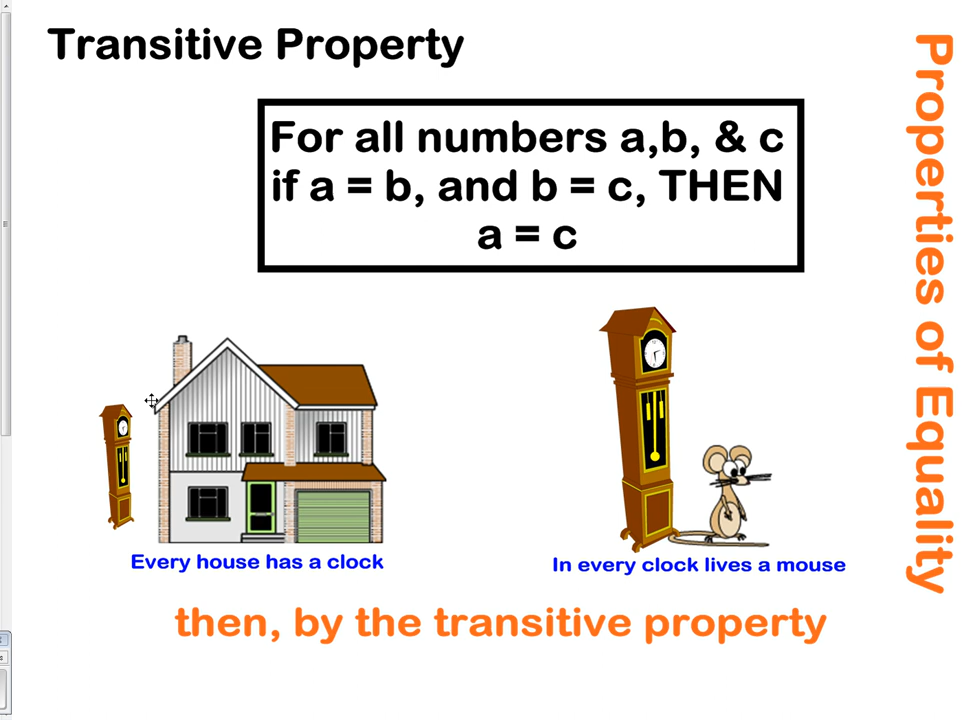 Transitive Property
For all numbers a,b, & c
if a = b, and b = c, THEN
a = c
Every house has a clock
In every clock lives a mouse
then, by the transitive property
Properties of Equality